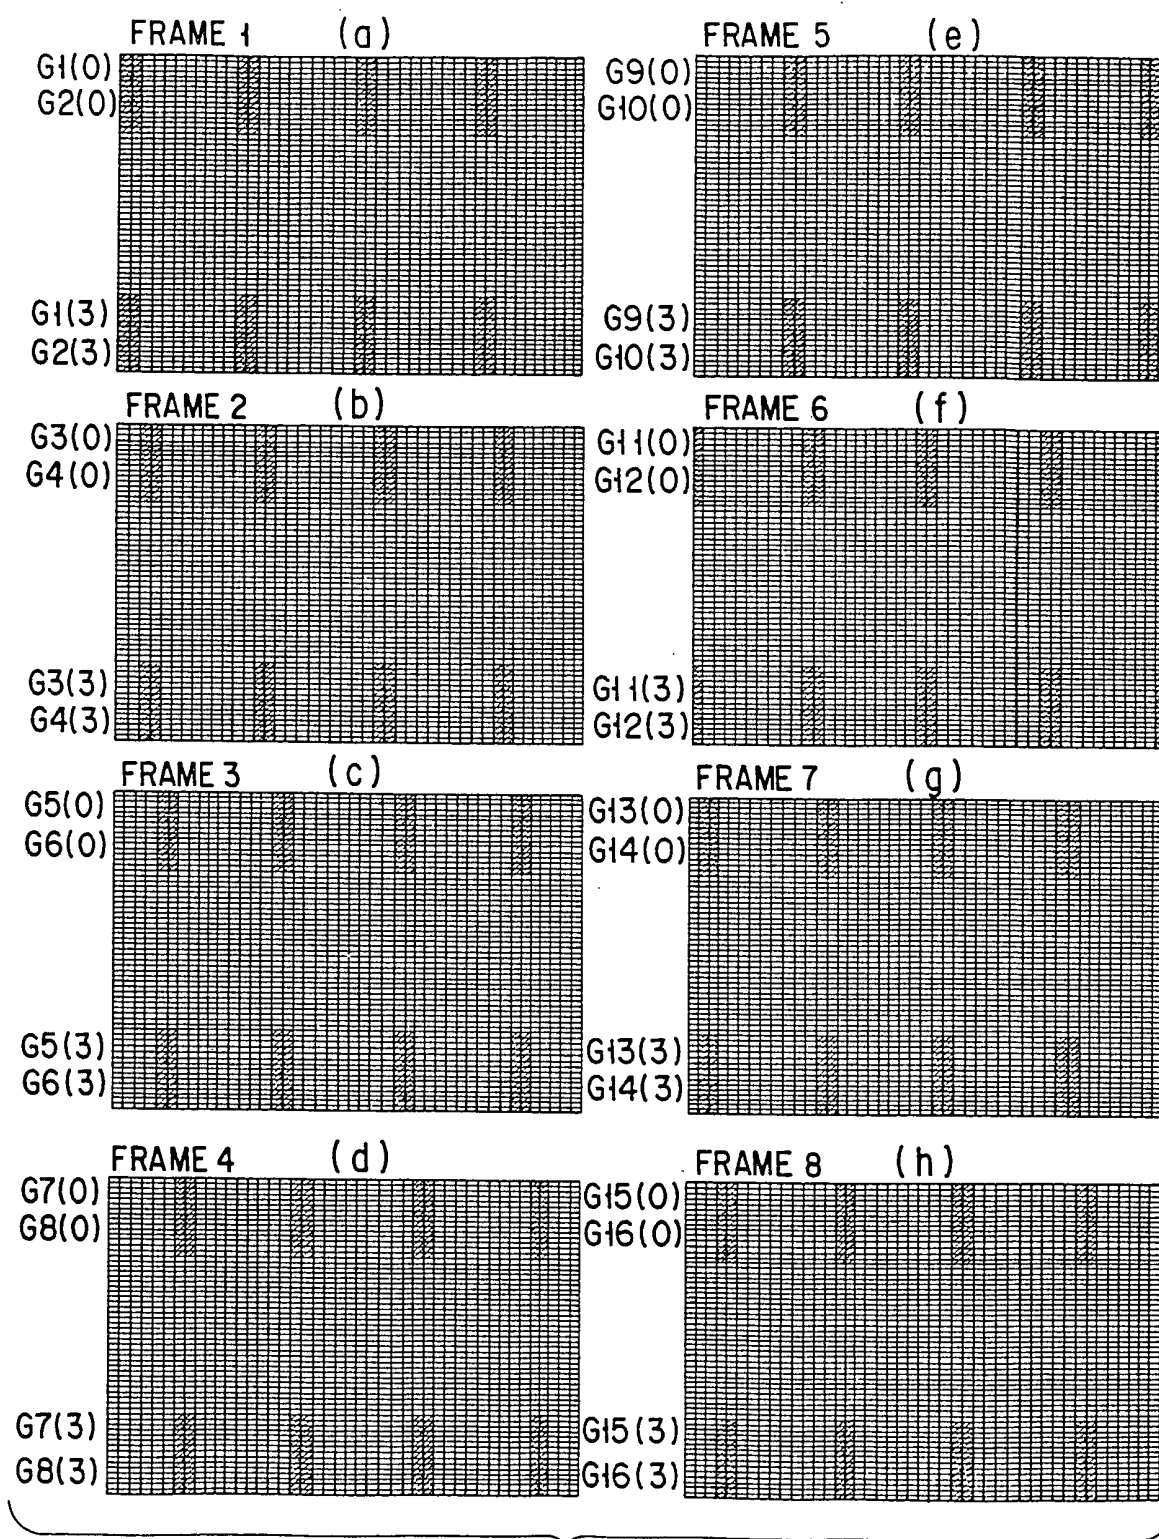 FRAME 1 (a)
G1(0)
G2(0)
G1(3)
G2(3)
FRAME 2 (b)
G3(0)
G4(0)
G3(3)
G4(3)
FRAME 3 (c)
G5(0)
G6(0)
G5(3)
G6(3)
FRAME 4 (d)
G7(0)
G8(0)
G7(3)
G8(3)
FRAME 5 (e)
G9(0)
G10(0)
G9(3)
G10(3)
FRAME 6 (f)
G11(0)
G12(0)
G11(3)
G12(3)
FRAME 7 (g)
G13(0)
G14(0)
G13(3)
G14(3)
FRAME 8 (h)
G15(0)
G16(0)
G15(3)
G16(3)